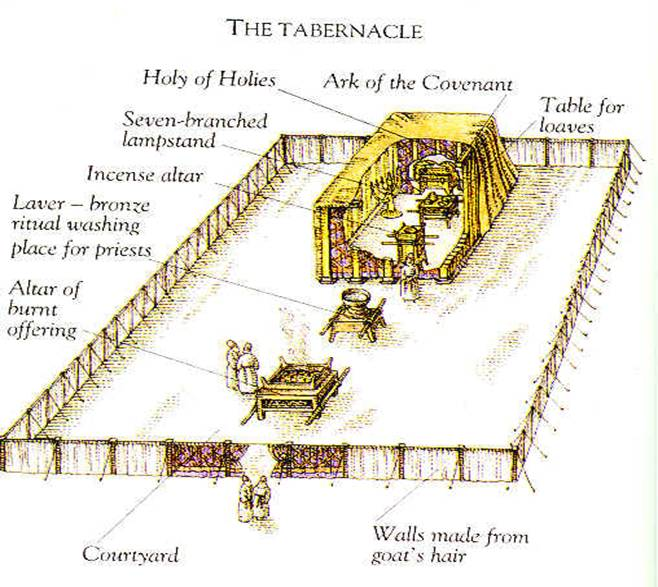 THE TABERNACLE
Holy of Holies
Ark of the Covenant
Table for
loaves
Seven-branched
lampstand
Incense altar
Laver – bronze
ritual washing
place for priests
Altar of
burnt
offering
Courtyard
Walls made from
goat's hair